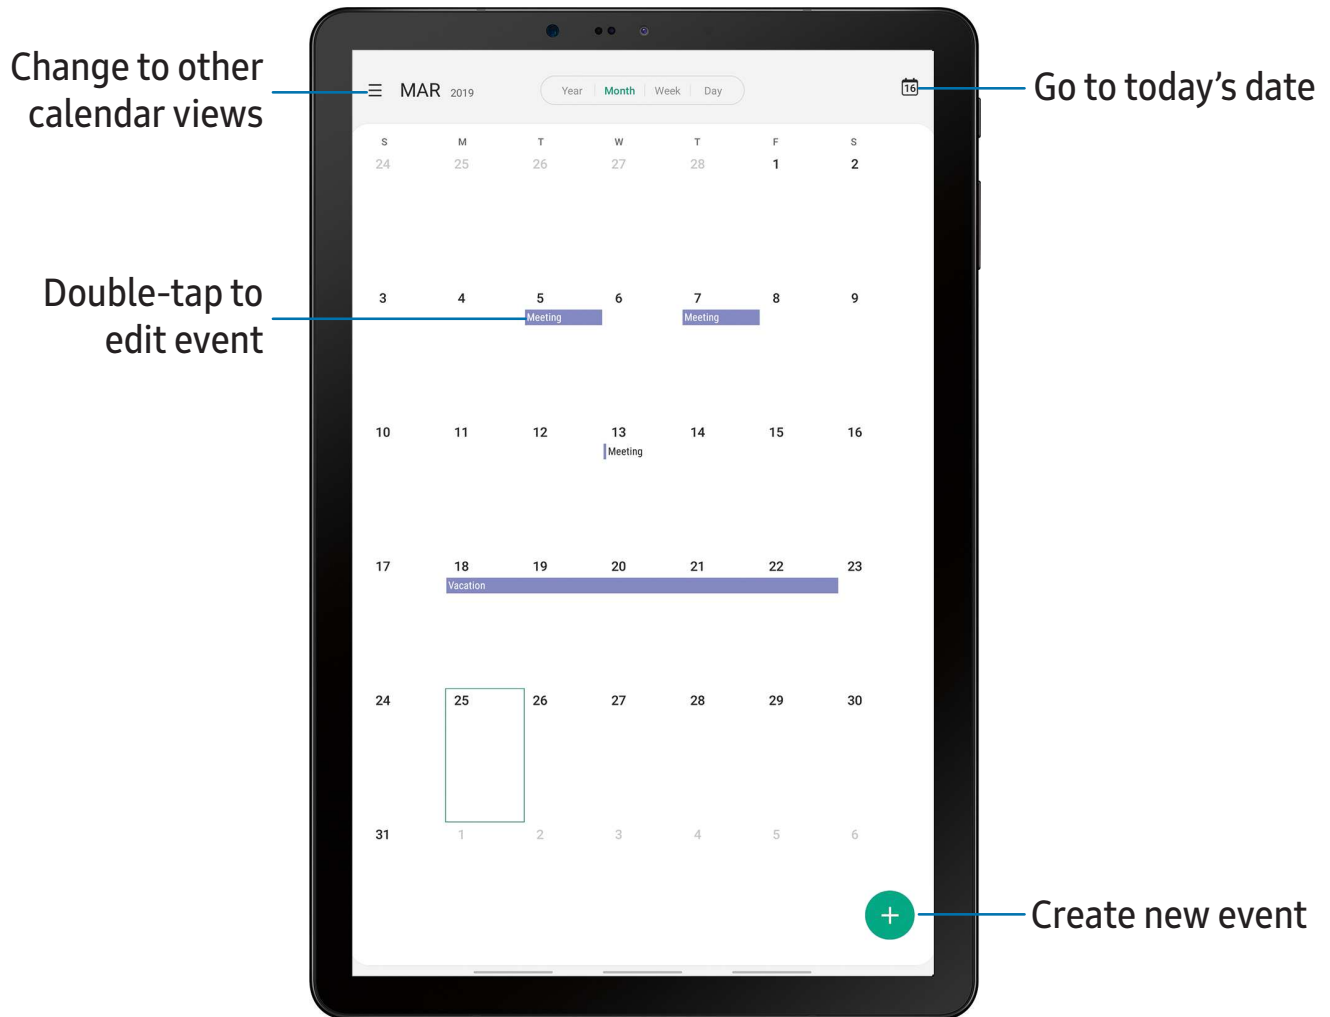 Change to other
calendar views
MAR 2019
Year Month Week Day
16
Go to today's date
S M T W T F S
24 25 26 27 28 1 2
Double-tap to
edit event
3 4 5 6 7 8 9
Meeting Meeting
10 11 12 13 14 15 16
Meeting
17 18 19 20 21 22 23
Vacation
24 25 26 27 28 29 30
31 1 2 3 4 5 6
+
Create new event